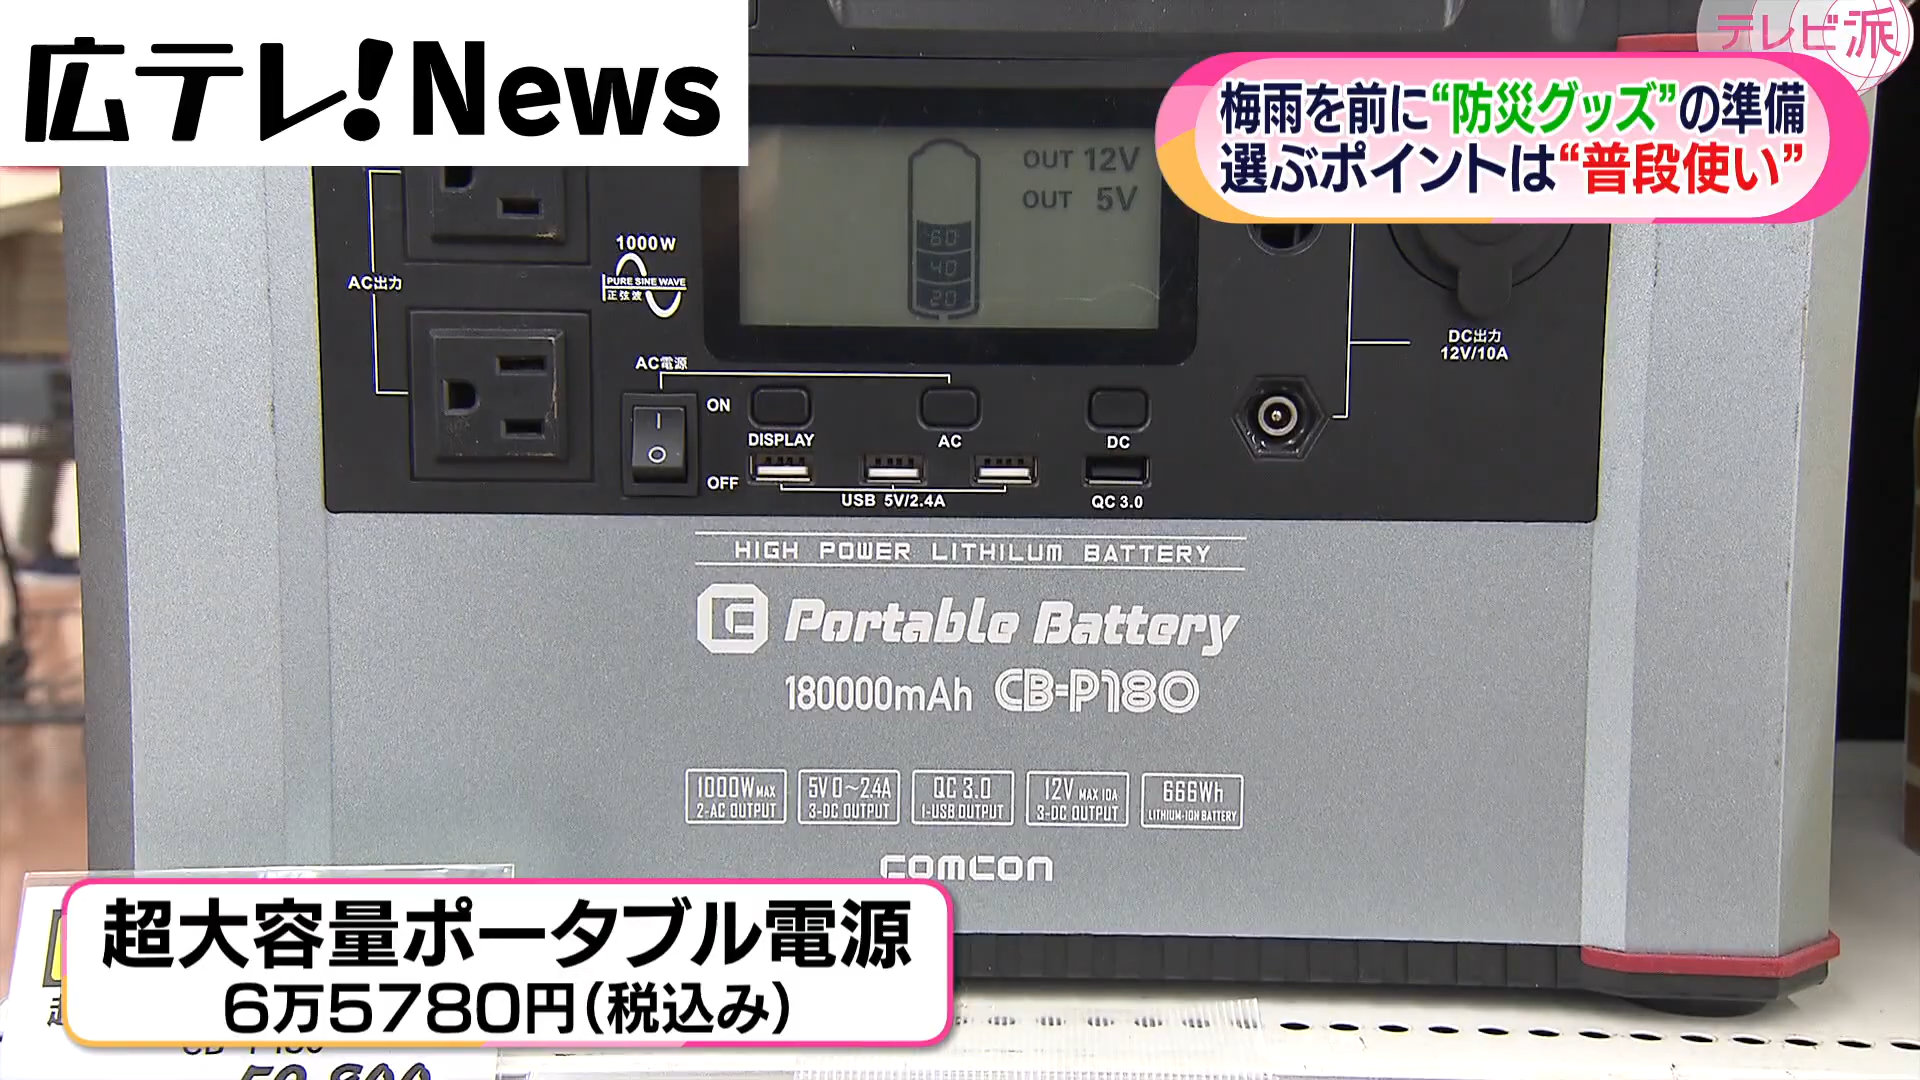 広テレ!News
テレビ派
梅雨を前に“防災グッズ”の準備
選ぶポイントは“普段使い”
OUT 12V
OUT 5V
60
40
20
1000W
PURE SINE WAVE
正弦波
AC出力
DC出力
12V/10A
AC電源
ON
OFF
DISPLAY
AC
DC
USB 5V/2.4A
QC 3.0
HIGH POWER LITHILUM BATTERY
Portable Battery
180000mAh CB-P180
1000W MAX
2-AC OUTPUT
5V 0～2.4A
3-DC OUTPUT
QC 3.0
1-USB OUTPUT
12V MAX 10A
3-DC OUTPUT
666Wh
LITHIUM-ION BATTERY
comcon
超大容量ポータブル電源
6万5780円(税込み)